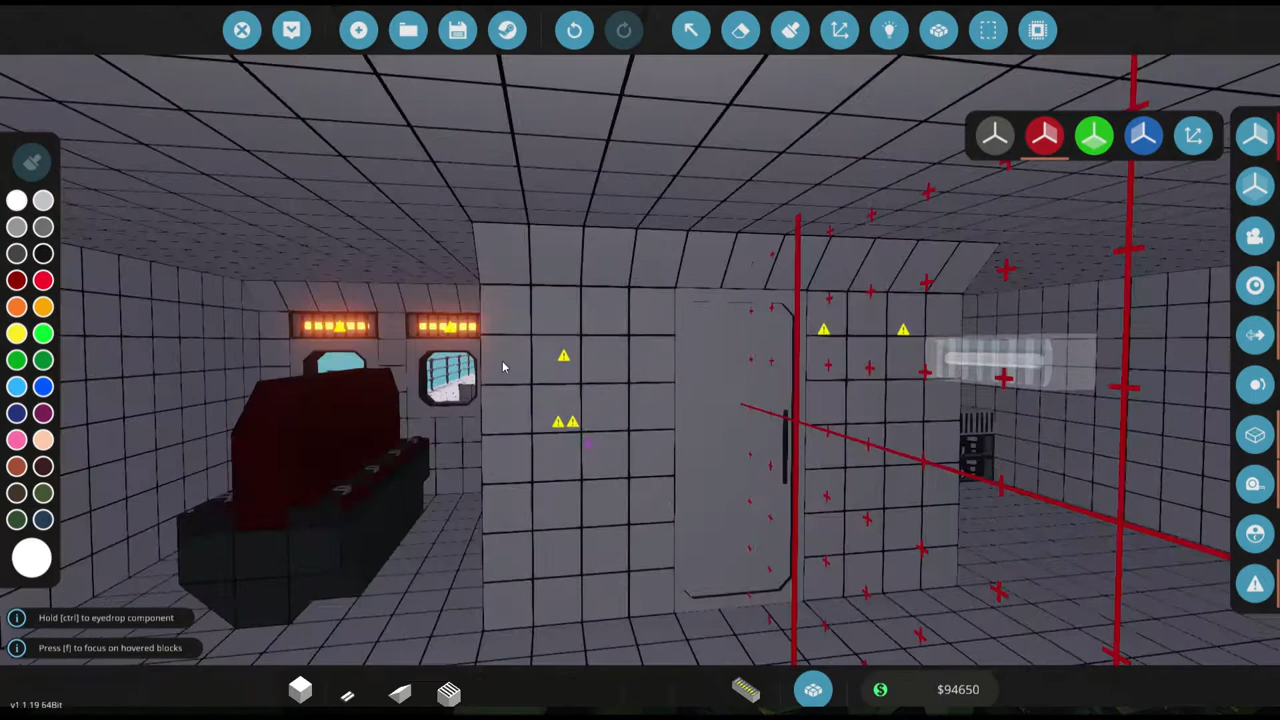 Hold [ctrl] to eyedrop component
Press [f] to focus on hovered blocks
$94650
v1.1.19 64Bit